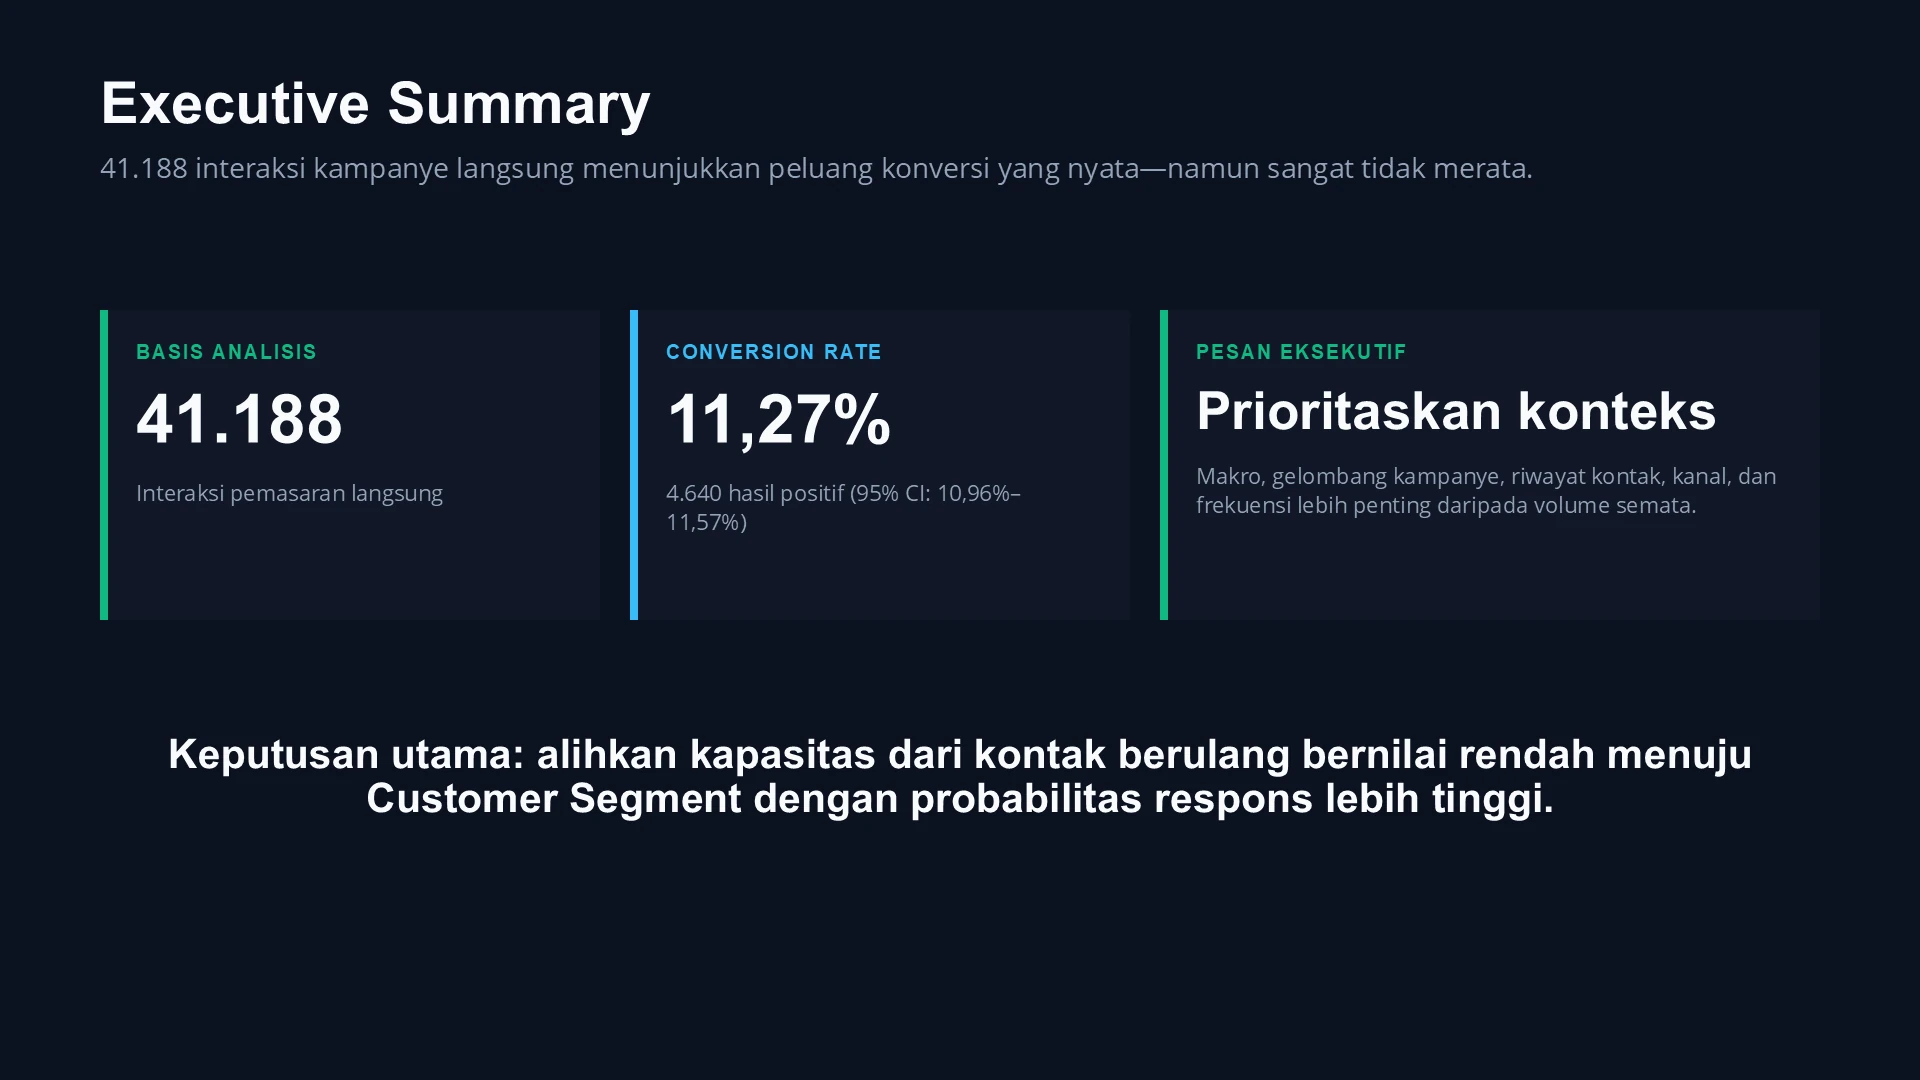 Executive Summary
41.188 interaksi kampanye langsung menunjukkan peluang konversi yang nyata—namun sangat tidak merata.
BASIS ANALISIS
41.188
Interaksi pemasaran langsung
CONVERSION RATE
11,27%
4.640 hasil positif (95% CI: 10,96%–
11,57%)
PESAN EKSEKUTIF
Prioritaskan konteks
Makro, gelombang kampanye, riwayat kontak, kanal, dan
frekuensi lebih penting daripada volume semata.
Keputusan utama: alihkan kapasitas dari kontak berulang bernilai rendah menuju
Customer Segment dengan probabilitas respons lebih tinggi.